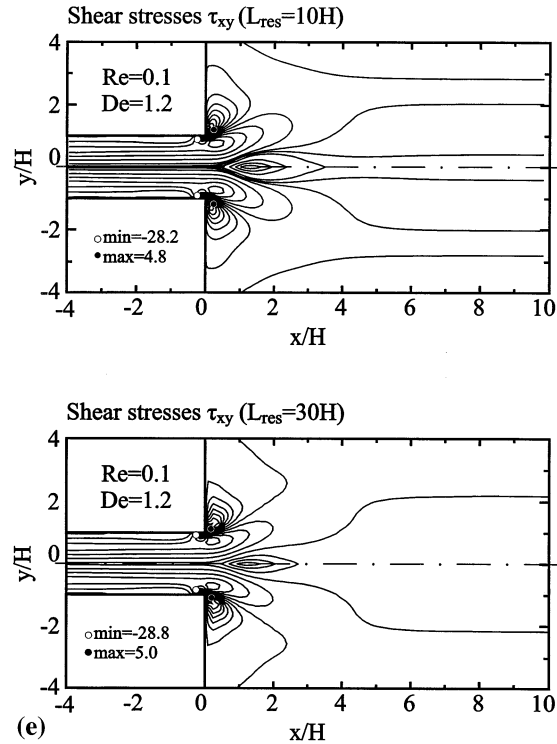 Shear stresses τxy (Lres=10H)
4
Re=0.1
De=1.2
2
0
y/H
-2
min=-28.2
max=4.8
-4
-4 -2 0 2 4 6 8 10
x/H
Shear stresses τxy (Lres=30H)
4
Re=0.1
De=1.2
2
0
y/H
-2
min=-28.8
max=5.0
-4
-4 -2 0 2 4 6 8 10
(e)
x/H